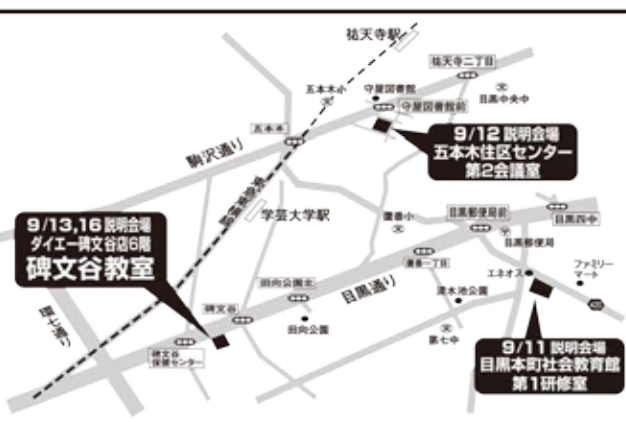 祐天寺駅
祐天寺二丁目
五本木小
守屋図書館
目黒中央中
守屋図書館前
五本木
駒沢通り
9/12 説明会場
五本木住区センター
第2会議室
東急東横線
学芸大学駅
9/13,16 説明会場
ダイエー碑文谷店6階
碑文谷教室
鷹番小
目黒郵便局前
目黒四中
目黒郵便局
鷹番一丁目
エネオス
ファミリー
マート
環七通り
田向公園北
目黒通り
清水池公園
碑文谷
田向公園
第七中
碑文谷
保健センター
9/11 説明会場
目黒本町社会教育館
第1研修室